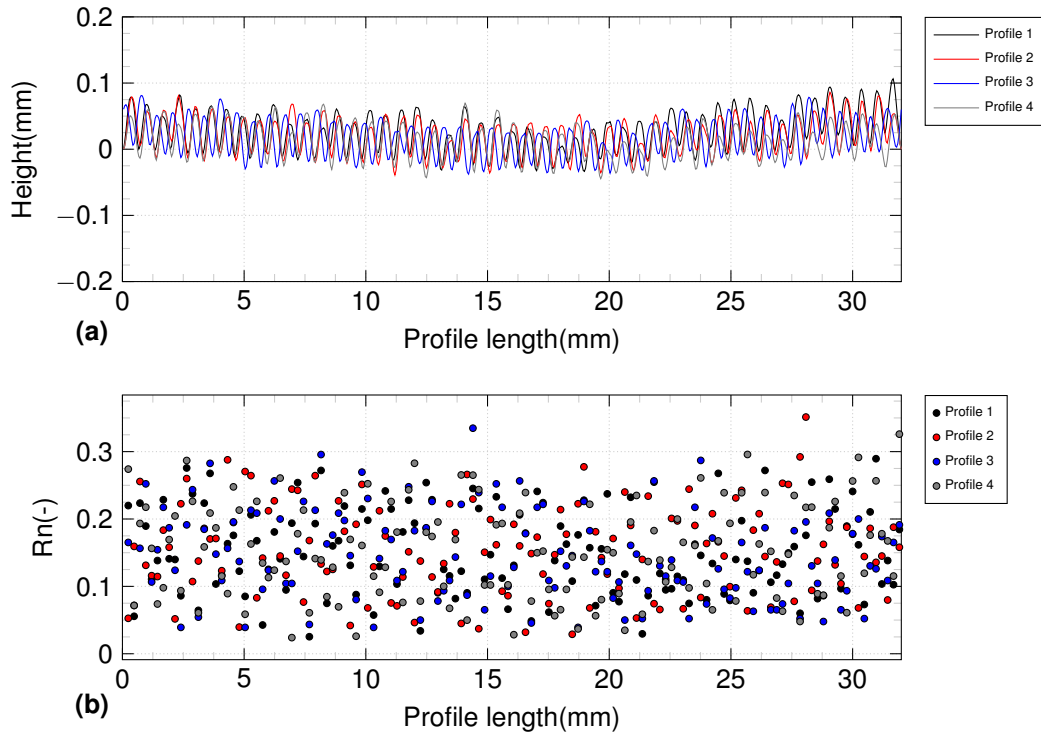 0.2
0.1
0
−0.1
−0.2
Height(mm)
0 5 10 15 20 25 30
Profile length(mm)
(a)
Profile 1
Profile 2
Profile 3
Profile 4
0.3
0.2
0.1
0
Rn(-)
0 5 10 15 20 25 30
Profile length(mm)
(b)
Profile 1
Profile 2
Profile 3
Profile 4